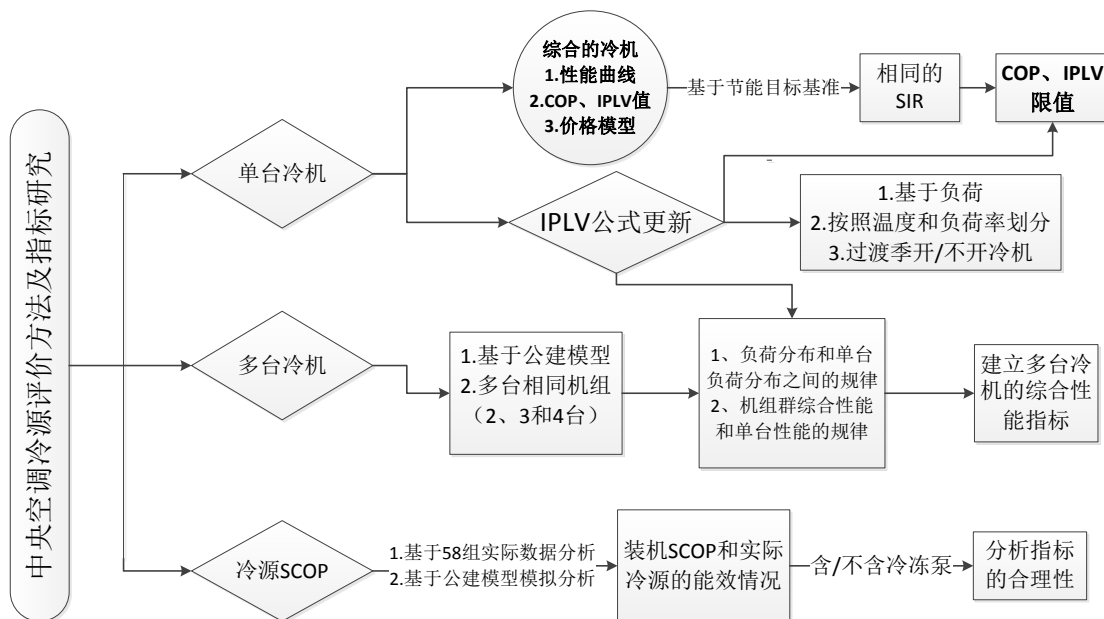 中央空调冷源评价方法及指标研究
单台冷机
综合的冷机
1.性能曲线
2.COP、IPLV值
3.价格模型
基于节能目标基准
相同的
SIR
COP、IPLV
限值
IPLV公式更新
1.基于负荷
2.按照温度和负荷率划分
3.过渡季开/不开冷机
多台冷机
1.基于公建模型
2.多台相同机组
（2、3和4台）
1、负荷分布和单台
负荷分布之间的规律
2、机组群综合性能
和单台性能的规律
建立多台冷
机的综合性
能指标
冷源SCOP
1.基于58组实际数据分析
2.基于公建模型模拟分析
装机SCOP和实际
冷源的能效情况
含/不含冷冻泵
分析指标
的合理性